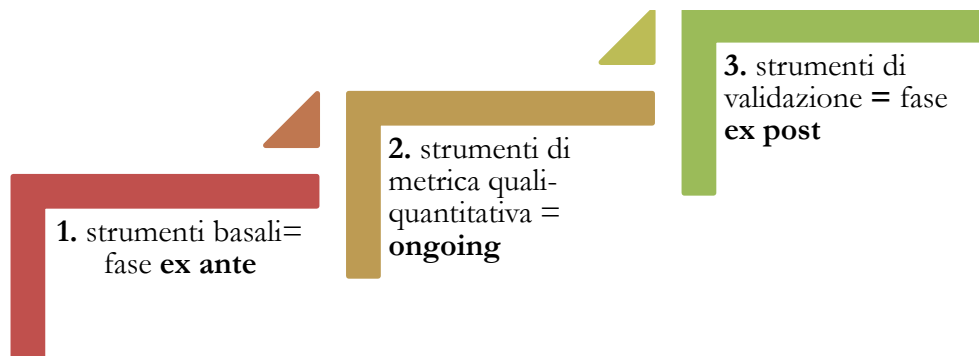 1. strumenti basali=
fase ex ante
2. strumenti di
metrica quali-
quantitativa =
ongoing
3. strumenti di
validazione = fase
ex post